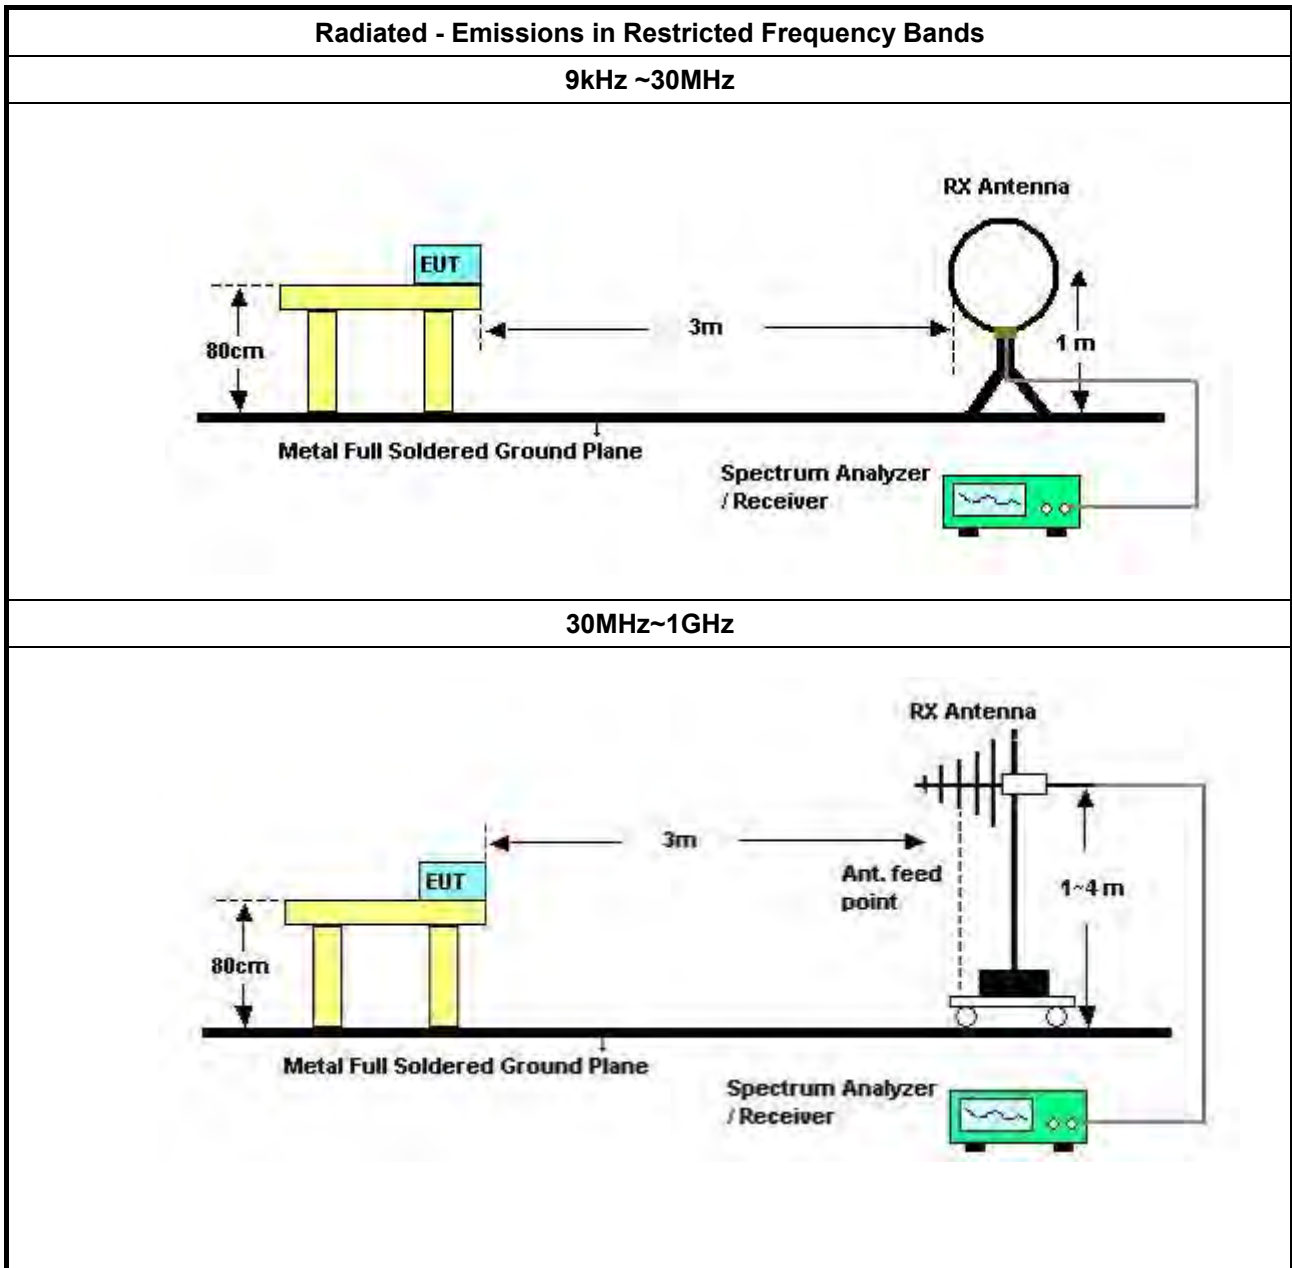 Radiated - Emissions in Restricted Frequency Bands
9kHz ~30MHz
RX Antenna
EUT
3m
80cm
1 m
Metal Full Soldered Ground Plane
Spectrum Analyzer
/ Receiver
30MHz~1GHz
RX Antenna
3m
EUT
Ant. feed
point
1~4 m
80cm
Metal Full Soldered Ground Plane
Spectrum Analyzer
/ Receiver